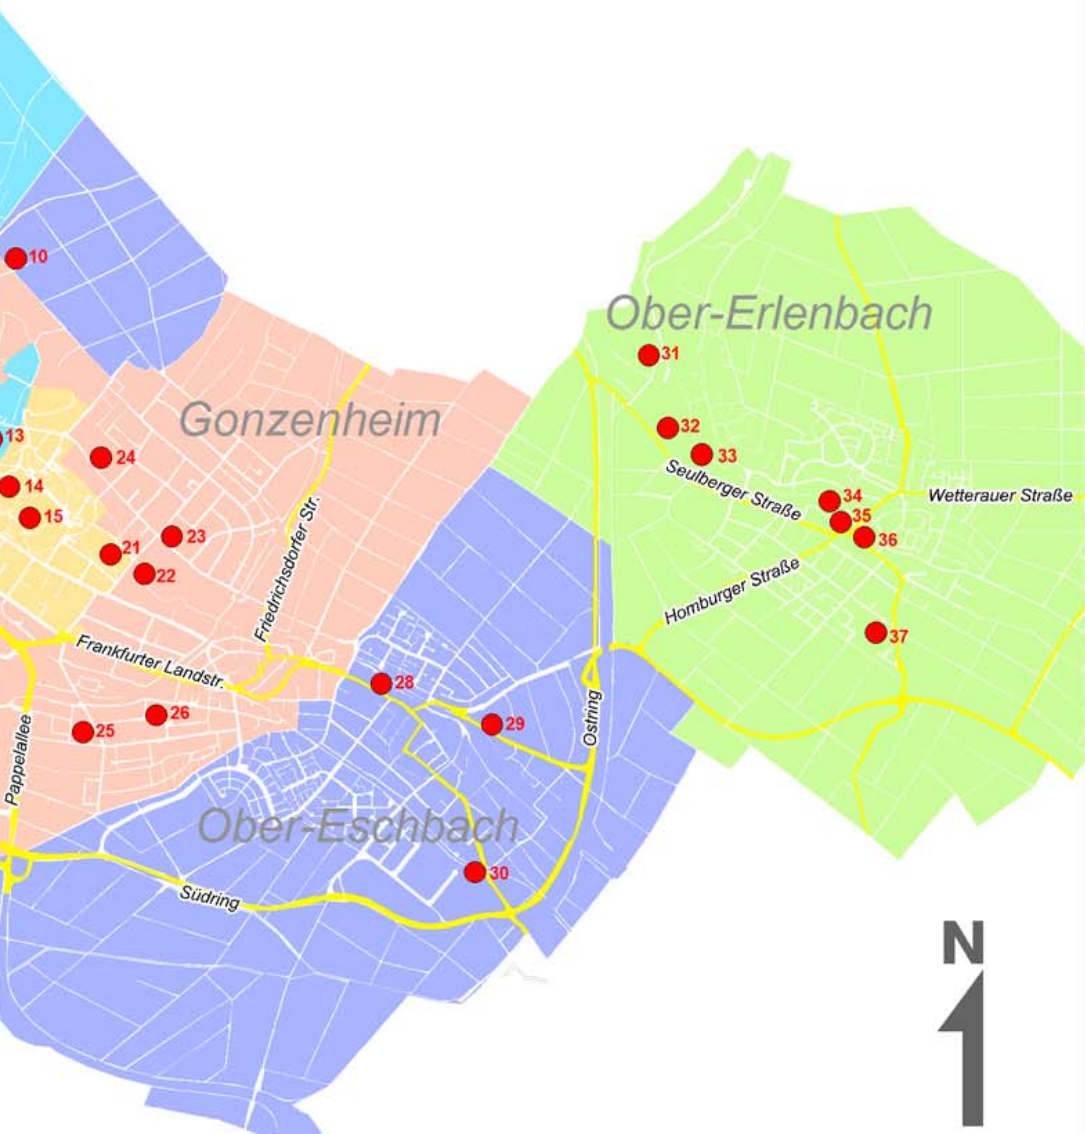 10
Ober-Erlenbach
31
Gonzenheim
32
13
24
33
14
Seulberger Straße
Wetterauer Straße
34
15
35
23
36
21
22
Friedrichsdorfer Str.
Homburger Straße
37
Frankfurter Landstr.
28
26
29
25
Ostring
Pappelallee
Ober-Eschbach
30
Südring
N